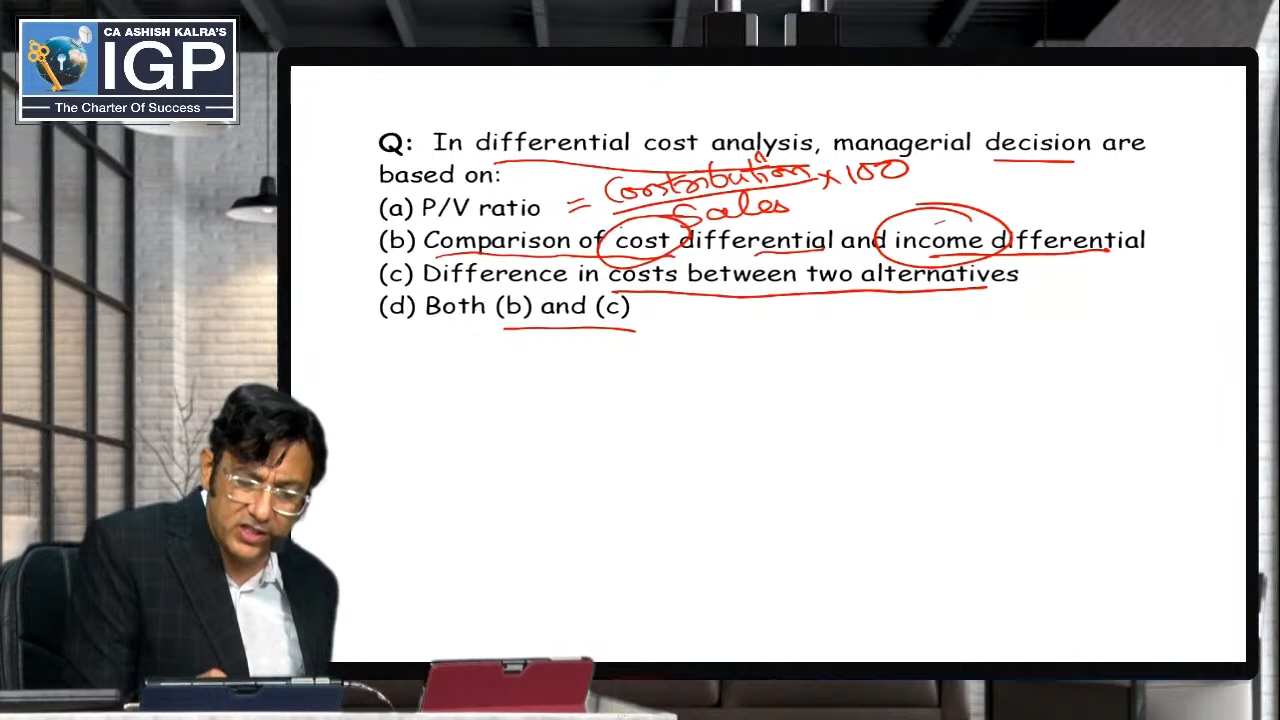 CA ASHISH KALRA'S
IGP
The Charter Of Success
Q: In differential cost analysis, managerial decision are
based on:
(a) P/V ratio = Contribution × 100
Sales
(b) Comparison of cost differential and income differential
(c) Difference in costs between two alternatives
(d) Both (b) and (c)